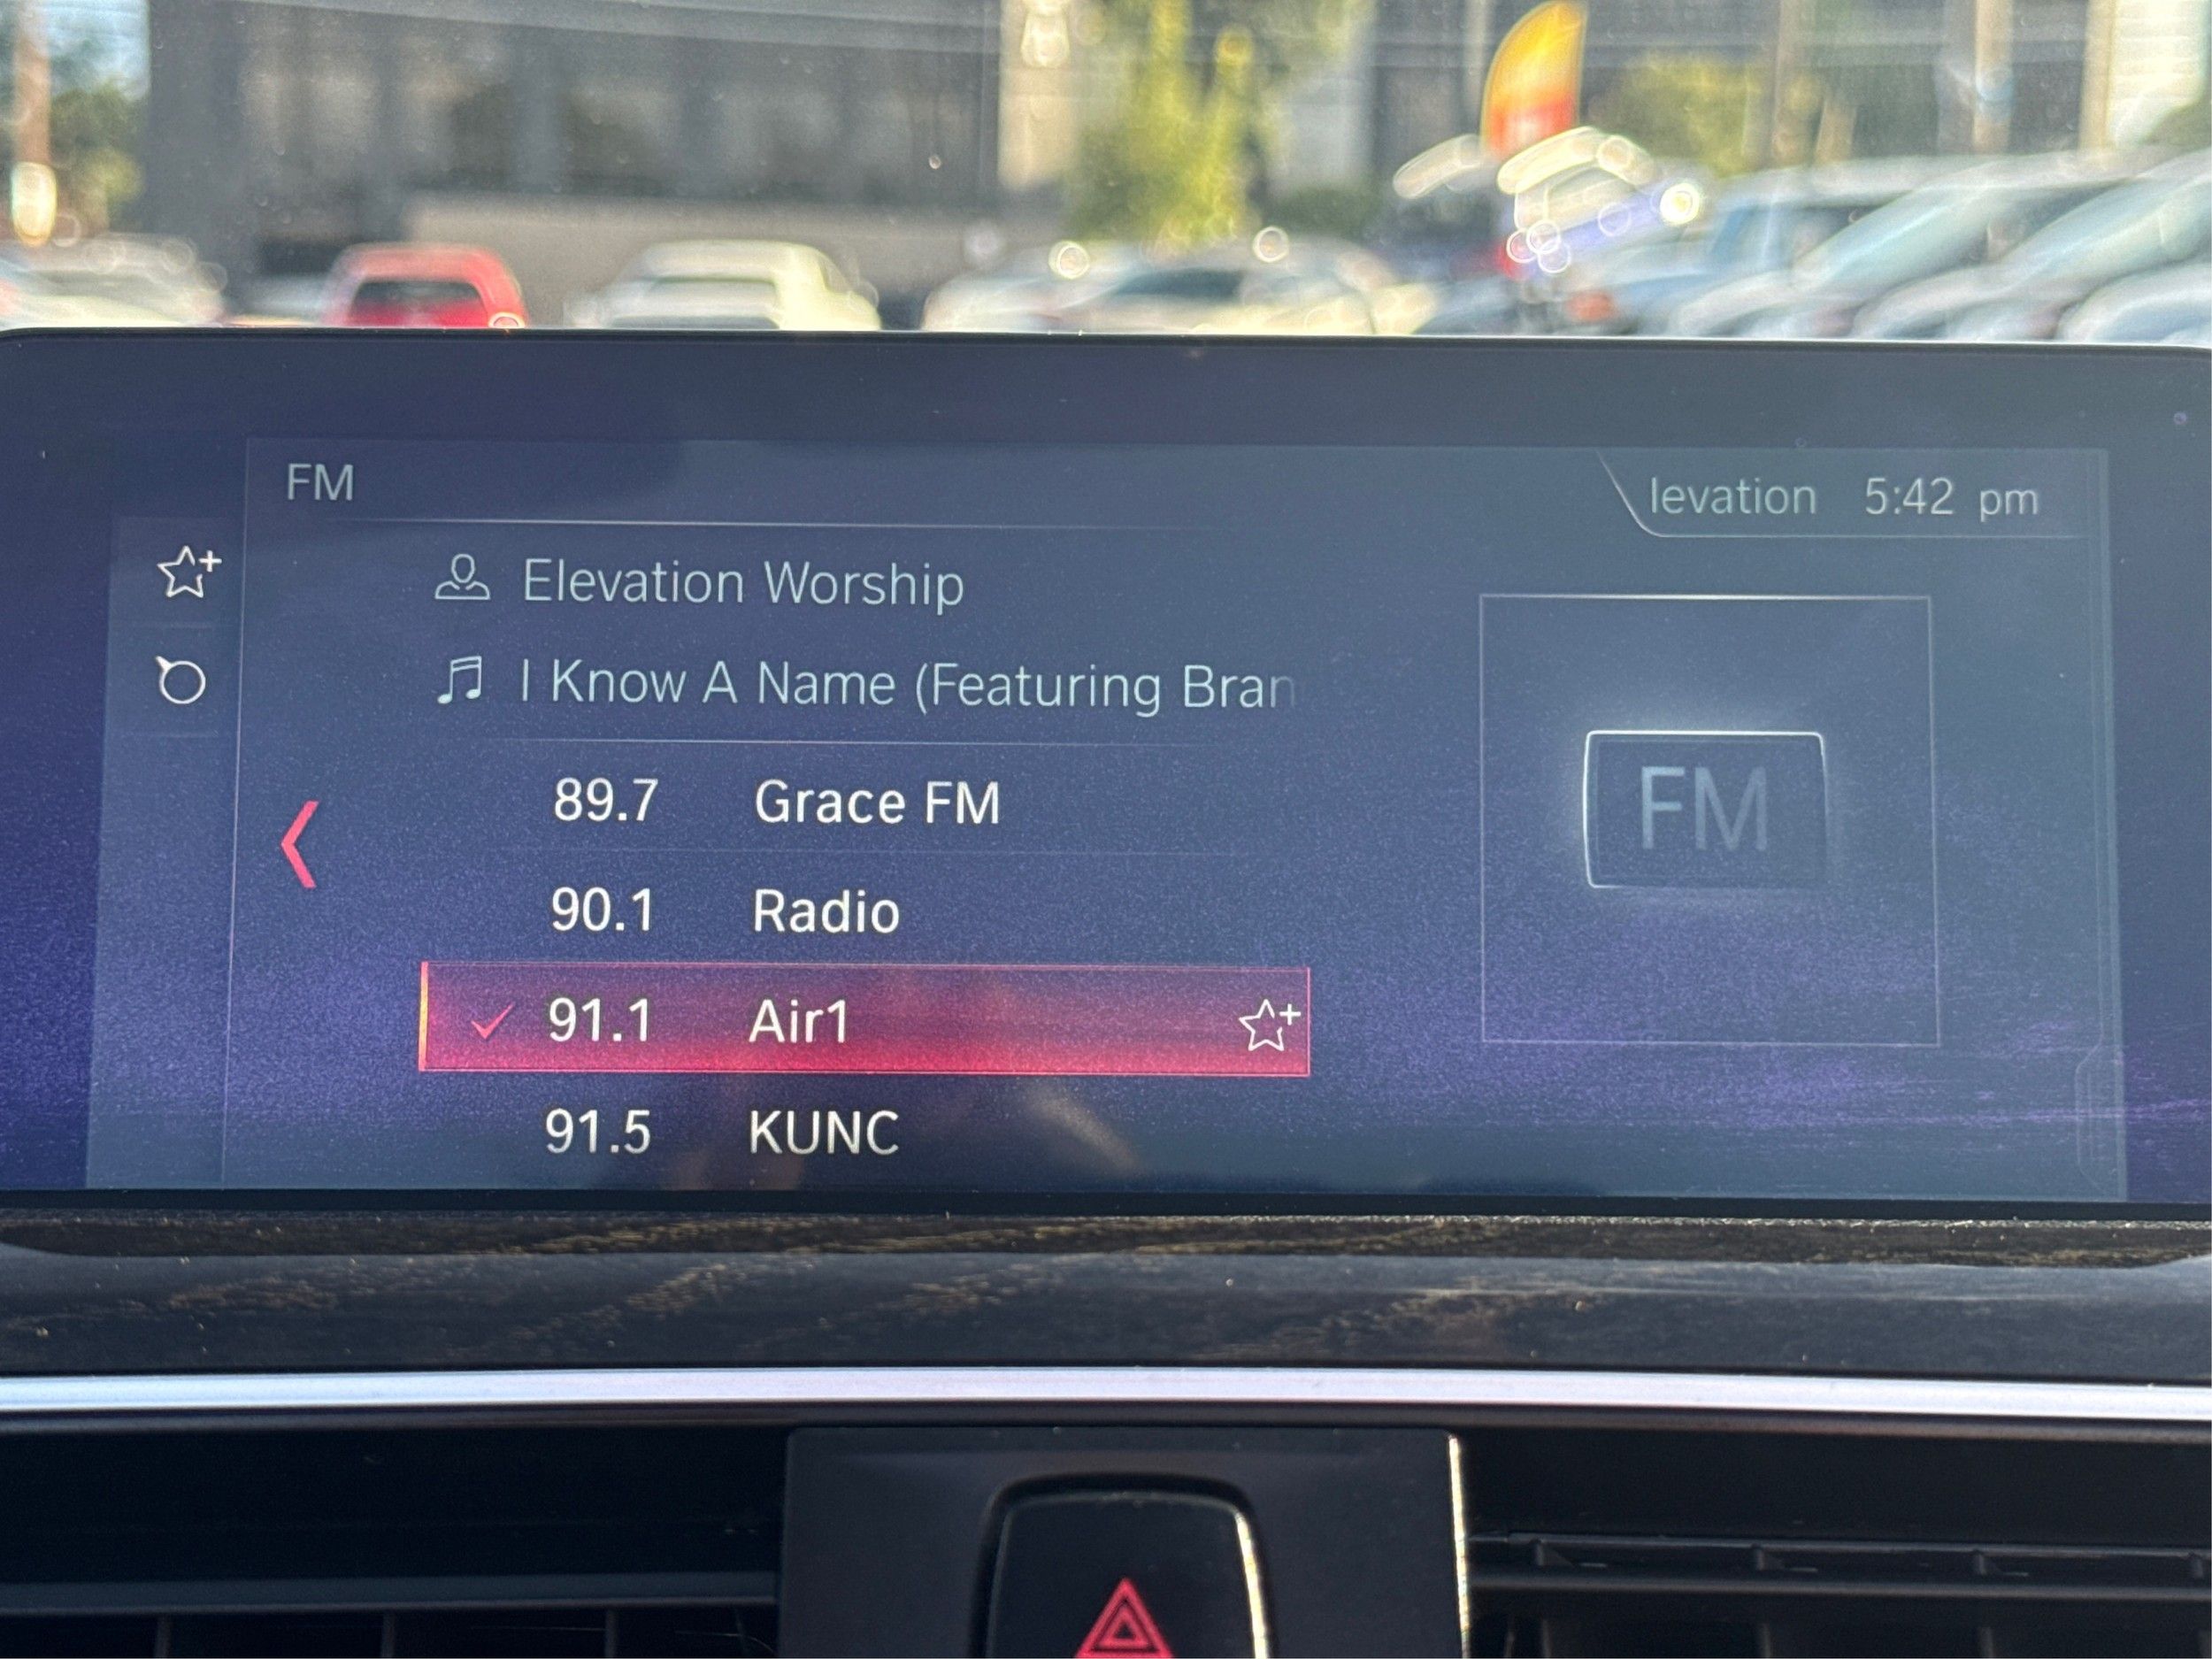 FM
levation 5:42 pm
Elevation Worship
I Know A Name (Featuring Bran
89.7 Grace FM
90.1 Radio
91.1 Air1
91.5 KUNC
FM